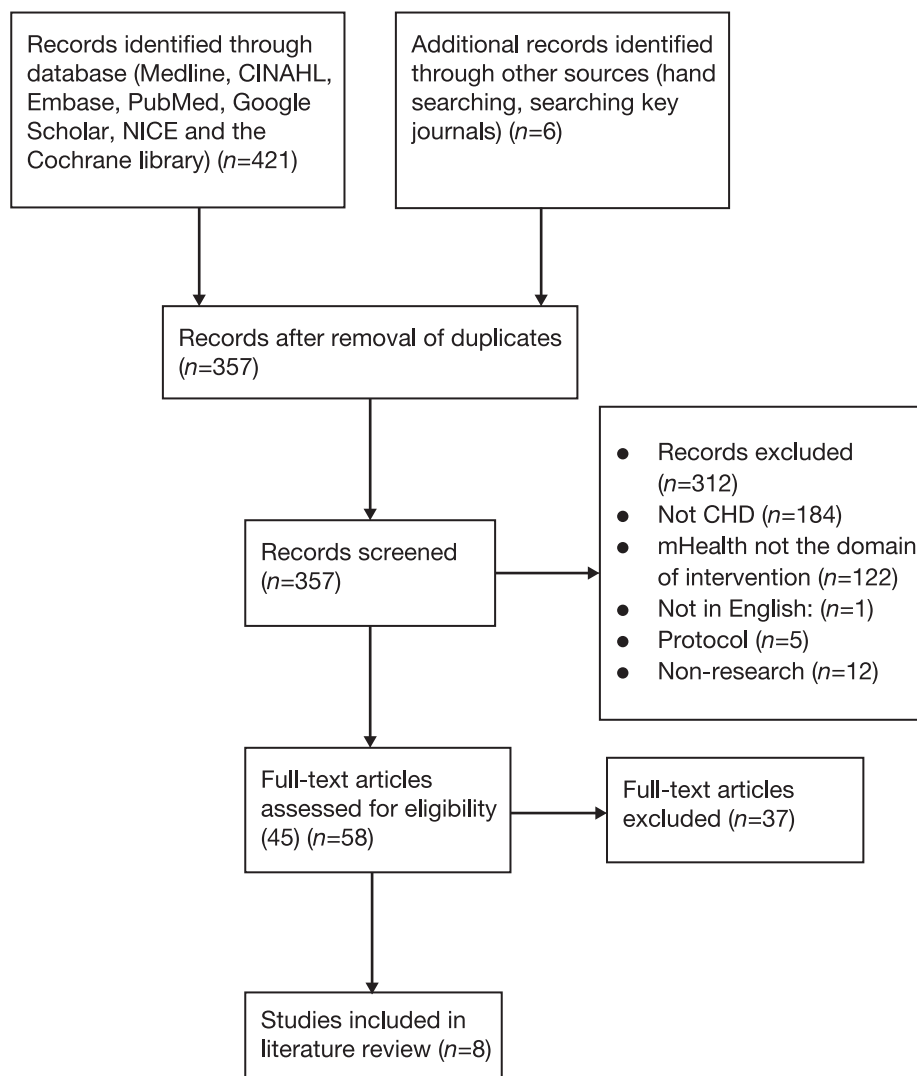 Records identified through
database (Medline, CINAHL,
Embase, PubMed, Google
Scholar, NICE and the
Cochrane library) (n=421)
Additional records identified
through other sources (hand
searching, searching key
journals) (n=6)
Records after removal of duplicates
(n=357)
Records screened
(n=357)
● Records excluded
(n=312)
● Not CHD (n=184)
● mHealth not the domain
of intervention (n=122)
● Not in English: (n=1)
● Protocol (n=5)
● Non-research (n=12)
Full-text articles
assessed for eligibility
(45) (n=58)
Full-text articles
excluded (n=37)
Studies included in
literature review (n=8)